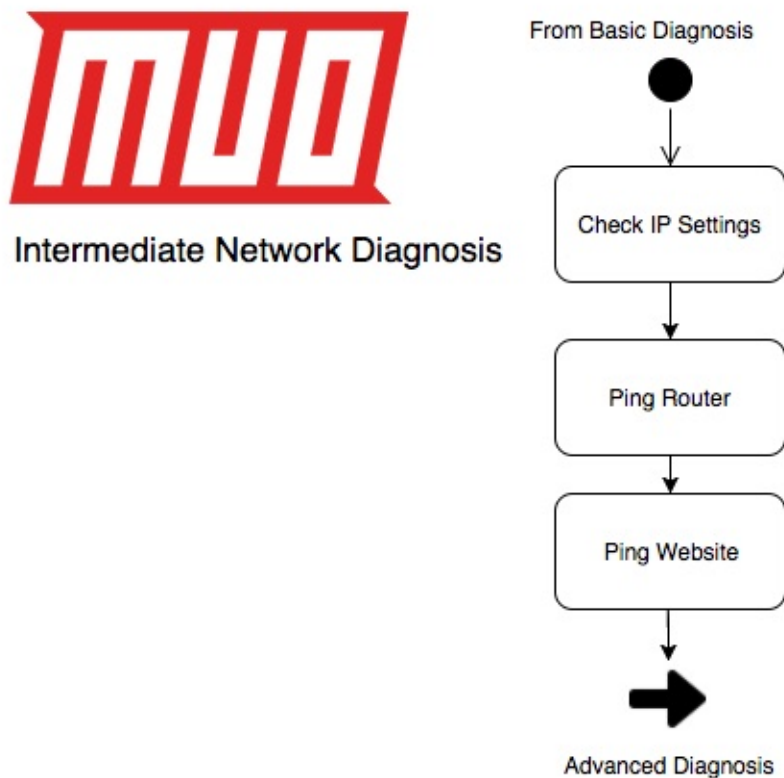 MUO
Intermediate Network Diagnosis
From Basic Diagnosis
Check IP Settings
Ping Router
Ping Website
Advanced Diagnosis